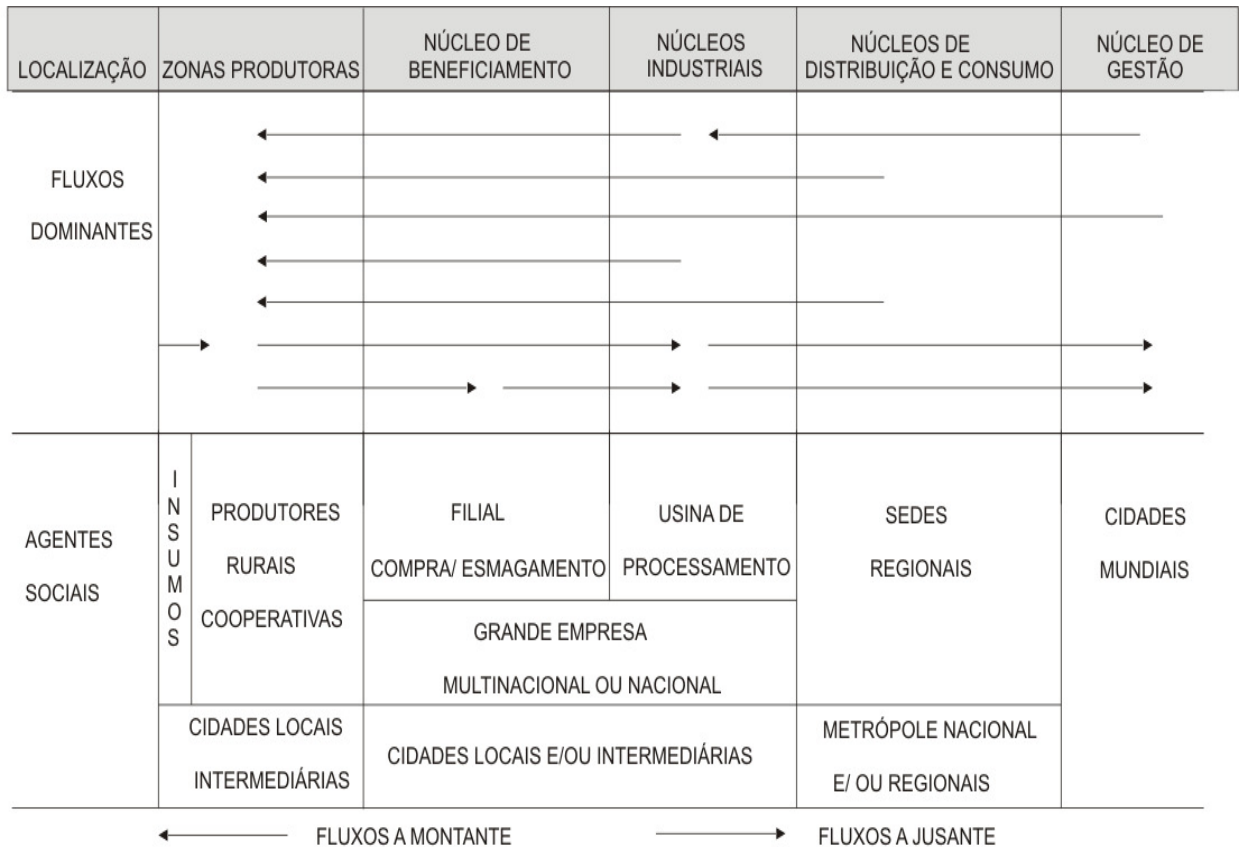 LOCALIZAÇÃO
ZONAS PRODUTORAS
NÚCLEO DE
BENEFICIAMENTO
NÚCLEOS
INDUSTRIAIS
NÚCLEOS DE
DISTRIBUIÇÃO E CONSUMO
NÚCLEO DE
GESTÃO
FLUXOS
DOMINANTES
AGENTES
SOCIAIS
INSUMOS
PRODUTORES
RURAIS
COOPERATIVAS
FILIAL
COMPRA/ ESMAGAMENTO
USINA DE
PROCESSAMENTO
SEDES
REGIONAIS
CIDADES
MUNDIAIS
GRANDE EMPRESA
MULTINACIONAL OU NACIONAL
CIDADES LOCAIS
INTERMEDIÁRIAS
CIDADES LOCAIS E/OU INTERMEDIÁRIAS
METRÓPOLE NACIONAL
E/ OU REGIONAIS
FLUXOS A MONTANTE
FLUXOS A JUSANTE